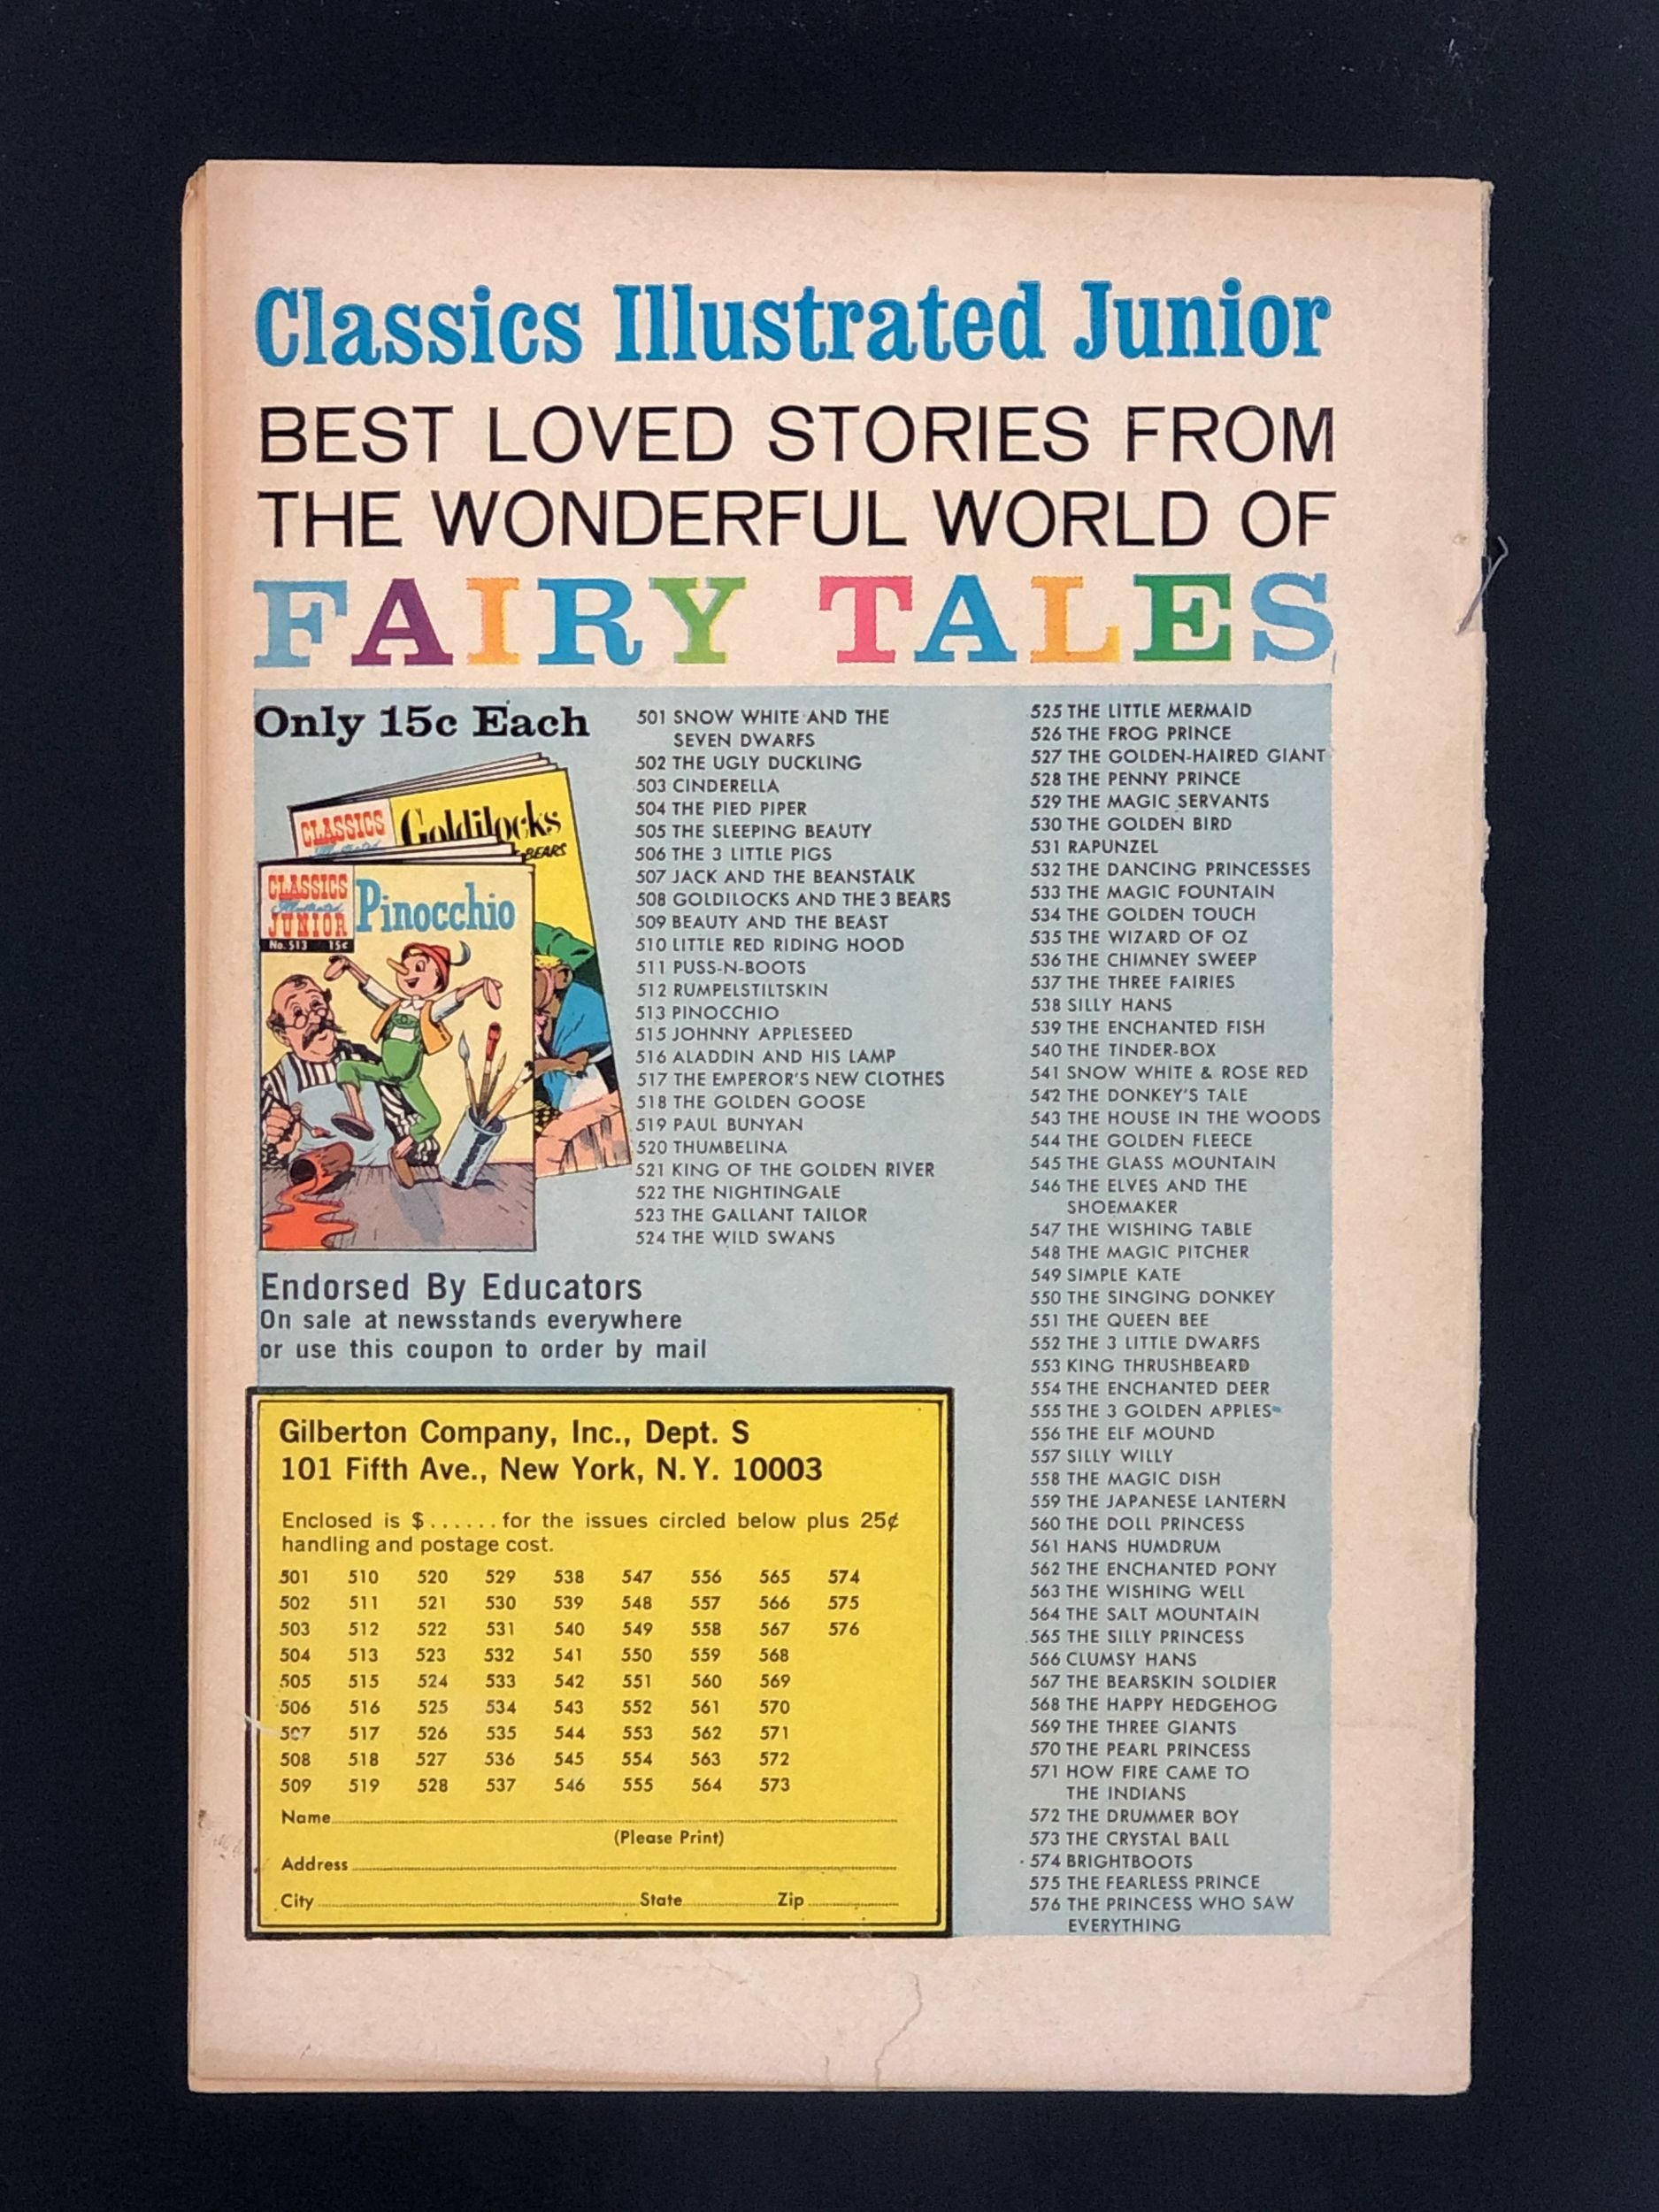 Classics Illustrated Junior
BEST LOVED STORIES FROM
THE WONDERFUL WORLD OF
FAIRY TALES
Only 15c Each
CLASSICS
Goldilocks
BEARS
CLASSICS
Illustrated
JUNIOR
No. 513 15c
Pinocchio
501 SNOW WHITE AND THE
SEVEN DWARFS
502 THE UGLY DUCKLING
503 CINDERELLA
504 THE PIED PIPER
505 THE SLEEPING BEAUTY
506 THE 3 LITTLE PIGS
507 JACK AND THE BEANSTALK
508 GOLDILOCKS AND THE 3 BEARS
509 BEAUTY AND THE BEAST
510 LITTLE RED RIDING HOOD
511 PUSS-N-BOOTS
512 RUMPELSTILTSKIN
513 PINOCCHIO
515 JOHNNY APPLESEED
516 ALADDIN AND HIS LAMP
517 THE EMPEROR'S NEW CLOTHES
518 THE GOLDEN GOOSE
519 PAUL BUNYAN
520 THUMBELINA
521 KING OF THE GOLDEN RIVER
522 THE NIGHTINGALE
523 THE GALLANT TAILOR
524 THE WILD SWANS
525 THE LITTLE MERMAID
526 THE FROG PRINCE
527 THE GOLDEN-HAIRED GIANT
528 THE PENNY PRINCE
529 THE MAGIC SERVANTS
530 THE GOLDEN BIRD
531 RAPUNZEL
532 THE DANCING PRINCESSES
533 THE MAGIC FOUNTAIN
534 THE GOLDEN TOUCH
535 THE WIZARD OF OZ
536 THE CHIMNEY SWEEP
537 THE THREE FAIRIES
538 SILLY HANS
539 THE ENCHANTED FISH
540 THE TINDER-BOX
541 SNOW WHITE & ROSE RED
542 THE DONKEY'S TALE
543 THE HOUSE IN THE WOODS
544 THE GOLDEN FLEECE
545 THE GLASS MOUNTAIN
546 THE ELVES AND THE
SHOEMAKER
547 THE WISHING TABLE
548 THE MAGIC PITCHER
549 SIMPLE KATE
550 THE SINGING DONKEY
551 THE QUEEN BEE
552 THE 3 LITTLE DWARFS
553 KING THRUSHBEARD
554 THE ENCHANTED DEER
555 THE 3 GOLDEN APPLES
556 THE ELF MOUND
557 SILLY WILLY
558 THE MAGIC DISH
559 THE JAPANESE LANTERN
560 THE DOLL PRINCESS
561 HANS HUMDRUM
562 THE ENCHANTED PONY
563 THE WISHING WELL
564 THE SALT MOUNTAIN
565 THE SILLY PRINCESS
566 CLUMSY HANS
567 THE BEARSKIN SOLDIER
568 THE HAPPY HEDGEHOG
569 THE THREE GIANTS
570 THE PEARL PRINCESS
571 HOW FIRE CAME TO
THE INDIANS
572 THE DRUMMER BOY
573 THE CRYSTAL BALL
574 BRIGHTBOOTS
575 THE FEARLESS PRINCE
576 THE PRINCESS WHO SAW
EVERYTHING
Endorsed By Educators
On sale at newsstands everywhere
or use this coupon to order by mail
Gilberton Company, Inc., Dept. S
101 Fifth Ave., New York, N.Y. 10003
Enclosed is $...... for the issues circled below plus 25¢
handling and postage cost.
501 510 520 529 538 547 556 565 574
502 511 521 530 539 548 557 566 575
503 512 522 531 540 549 558 567 576
504 513 523 532 541 550 559 568
505 515 524 533 542 551 560 569
506 516 525 534 543 552 561 570
507 517 526 535 544 553 562 571
508 518 527 536 545 554 563 572
509 519 528 537 546 555 564 573
Name
(Please Print)
Address
City State Zip